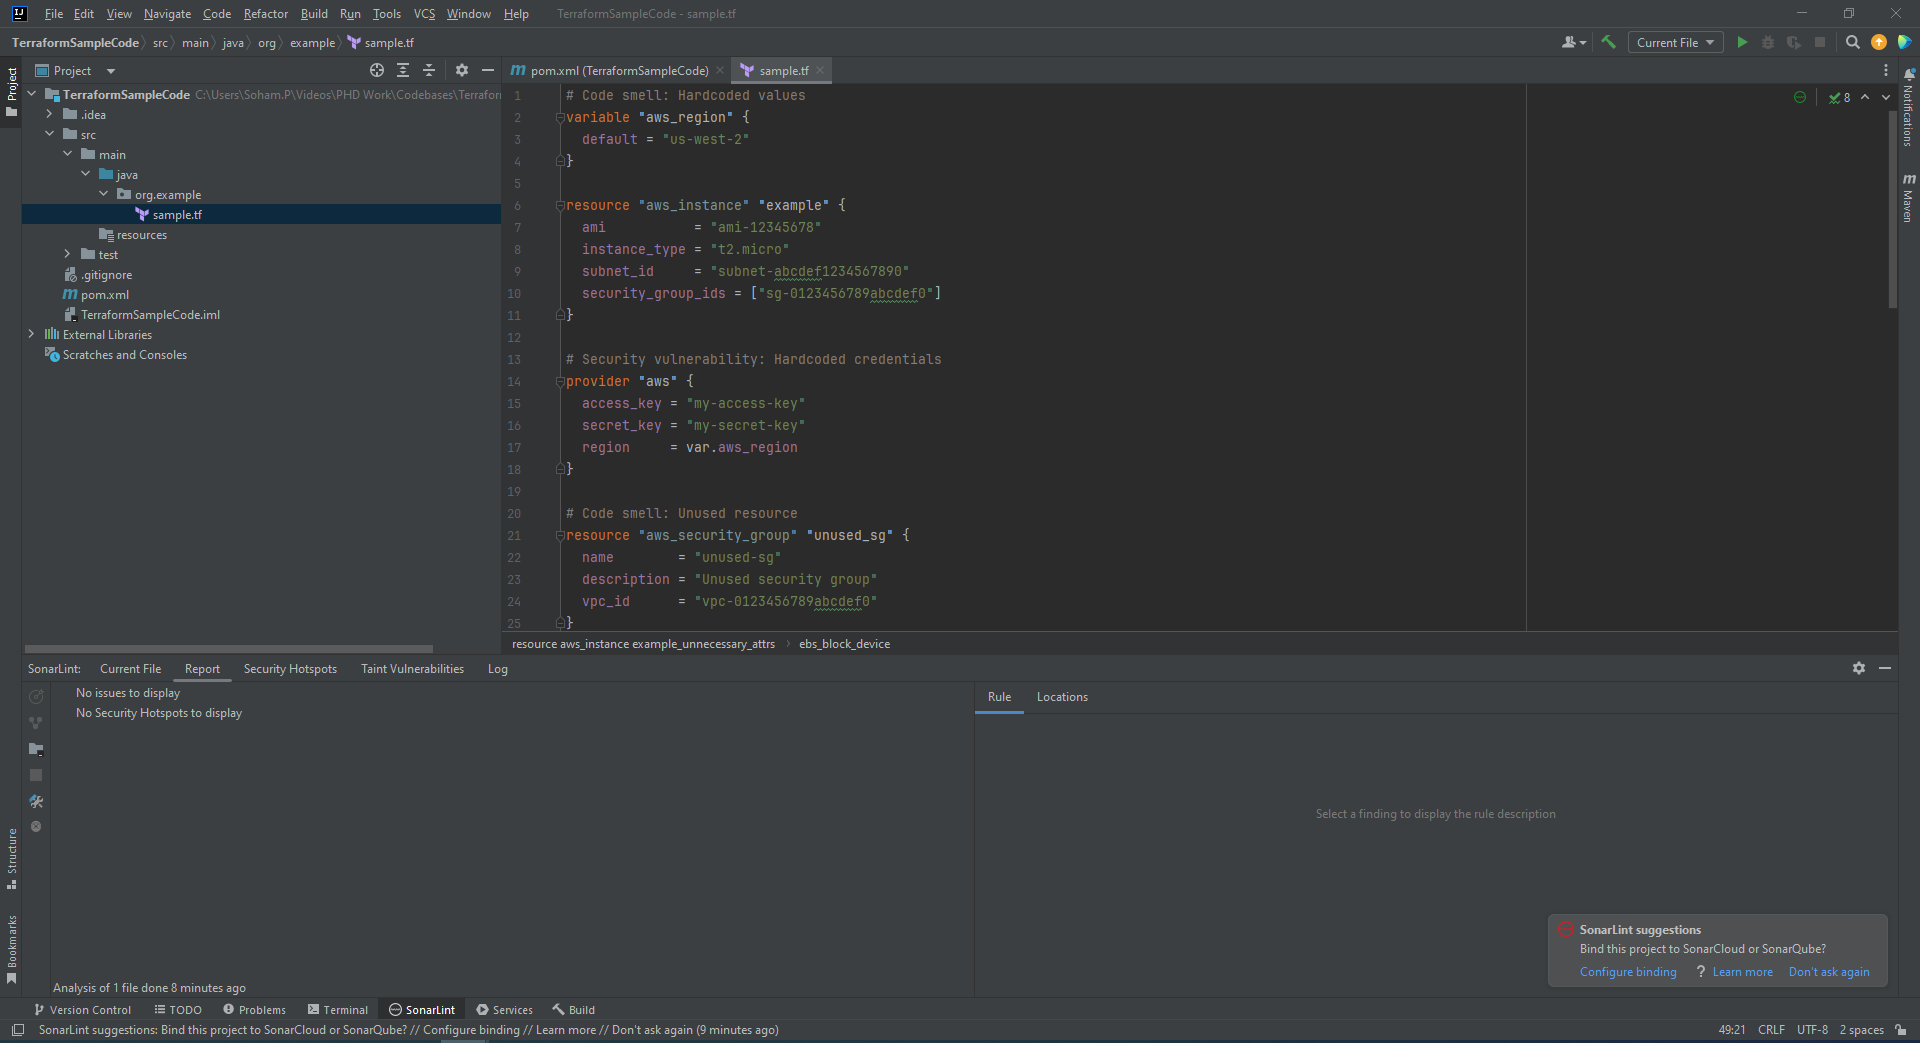 File Edit View Navigate Code Refactor Build Run Tools VCS Window Help TerraformSampleCode - sample.tf
TerraformSampleCode src main java org example sample.tf Current File
Project
pom.xml (TerraformSampleCode) sample.tf
Project
TerraformSampleCode C:\Users\Soham.P\Videos\PHD Work\Codebases\Terrafor
.idea
src
main
java
org.example
sample.tf
resources
test
.gitignore
pom.xml
TerraformSampleCode.iml
External Libraries
Scratches and Consoles
8
1 # Code smell: Hardcoded values
2 variable "aws_region" {
3 default = "us-west-2"
4 }
5
6 resource "aws_instance" "example" {
7 ami = "ami-12345678"
8 instance_type = "t2.micro"
9 subnet_id = "subnet-abcdef1234567890"
10 security_group_ids = ["sg-0123456789abcdef0"]
11 }
12
13 # Security vulnerability: Hardcoded credentials
14 provider "aws" {
15 access_key = "my-access-key"
16 secret_key = "my-secret-key"
17 region = var.aws_region
18 }
19
20 # Code smell: Unused resource
21 resource "aws_security_group" "unused_sg" {
22 name = "unused-sg"
23 description = "Unused security group"
24 vpc_id = "vpc-0123456789abcdef0"
25 }
resource aws_instance example_unnecessary_attrs ebs_block_device
Notifications
Maven
SonarLint: Current File Report Security Hotspots Taint Vulnerabilities Log
No issues to display
No Security Hotspots to display
Rule Locations
Select a finding to display the rule description
Structure
Bookmarks
SonarLint suggestions
Bind this project to SonarCloud or SonarQube?
Configure binding ? Learn more Don't ask again
Analysis of 1 file done 8 minutes ago
Version Control TODO Problems Terminal SonarLint Services Build
SonarLint suggestions: Bind this project to SonarCloud or SonarQube? // Configure binding // Learn more // Don't ask again (9 minutes ago) 49:21 CRLF UTF-8 2 spaces